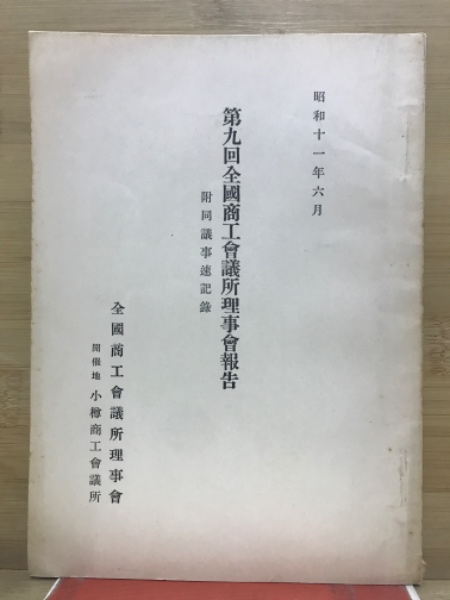 昭和十一年六月
第九回全國商工會議所理事會報告
附同議事速記錄
全國商工會議所理事會
開催地 小樽商工會議所